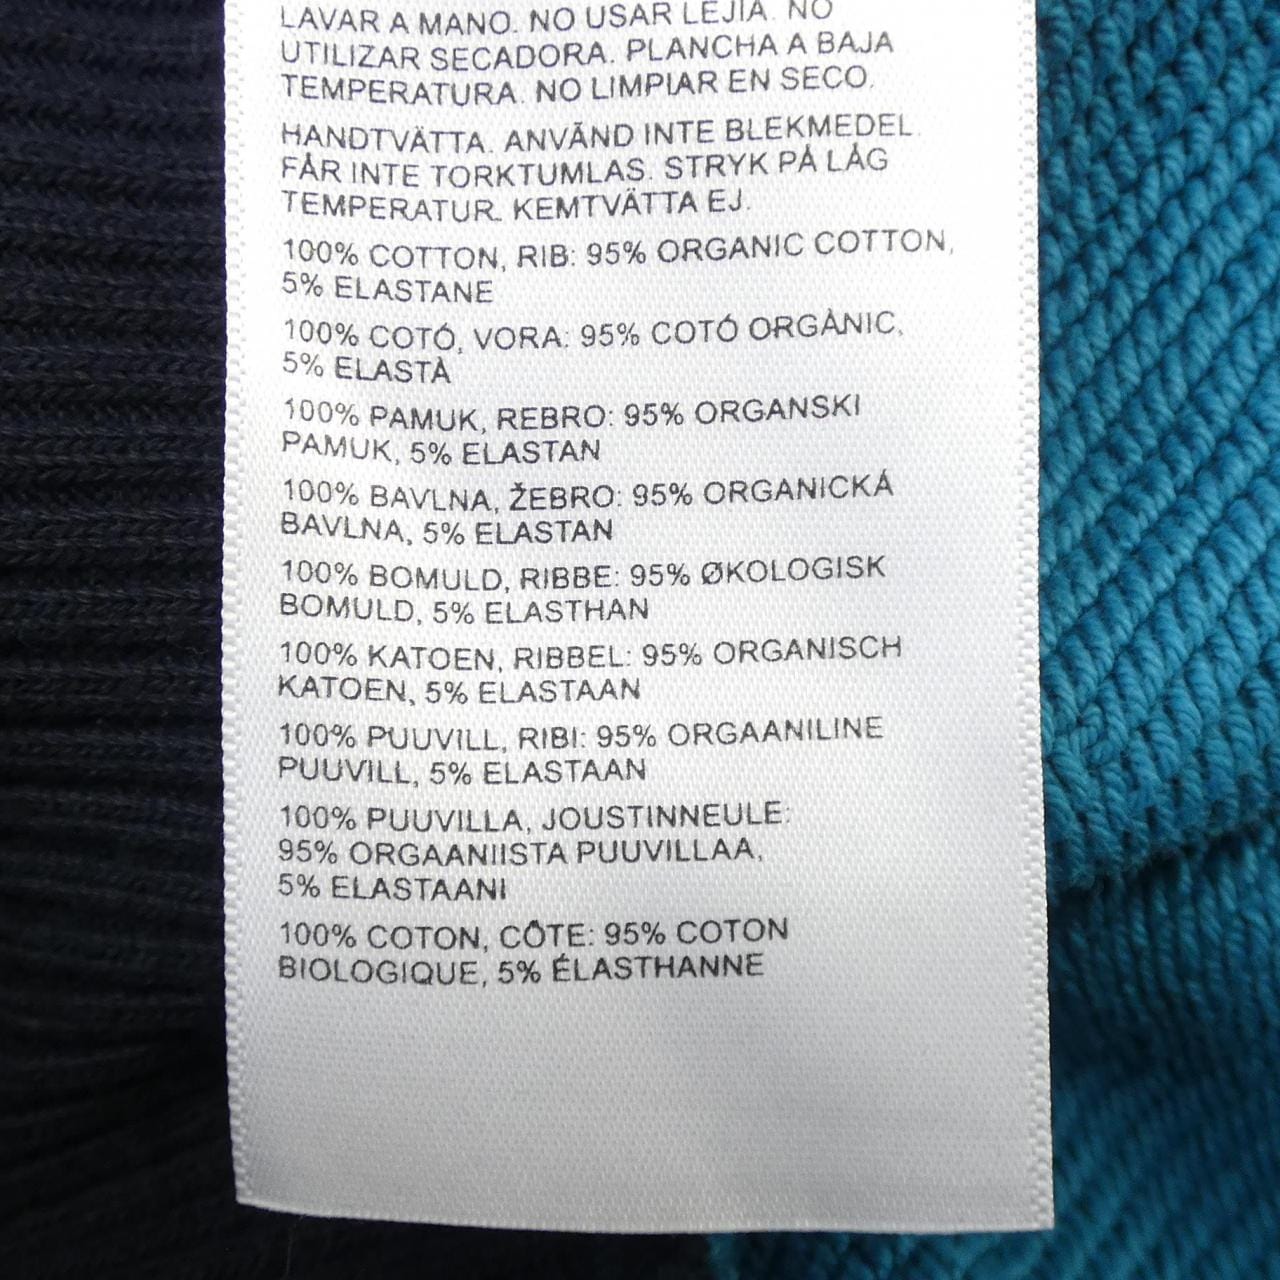 LAVAR A MANO. NO USAR LEJIA. NO
UTILIZAR SECADORA. PLANCHA A BAJA
TEMPERATURA. NO LIMPIAR EN SECO.
HANDTVÄTTA. ANVÄND INTE BLEKMEDEL.
FÅR INTE TORKTUMLAS. STRYK PÅ LÅG
TEMPERATUR. KEMTVÄTTA EJ.
100% COTTON, RIB: 95% ORGANIC COTTON,
5% ELASTANE
100% COTÓ, VORA: 95% COTÓ ORGÀNIC,
5% ELASTÀ
100% PAMUK, REBRO: 95% ORGANSKI
PAMUK, 5% ELASTAN
100% BAVLNA, ŽEBRO: 95% ORGANICKÁ
BAVLNA, 5% ELASTAN
100% BOMULD, RIBBE: 95% ØKOLOGISK
BOMULD, 5% ELASTHAN
100% KATOEN, RIBBEL: 95% ORGANISCH
KATOEN, 5% ELASTAAN
100% PUUVILL, RIBI: 95% ORGAANILINE
PUUVILL, 5% ELASTAAN
100% PUUVILLA, JOUSTINNEULE:
95% ORGAANIISTA PUUVILLAA,
5% ELASTAANI
100% COTON, CÔTE: 95% COTON
BIOLOGIQUE, 5% ÉLASTHANNE